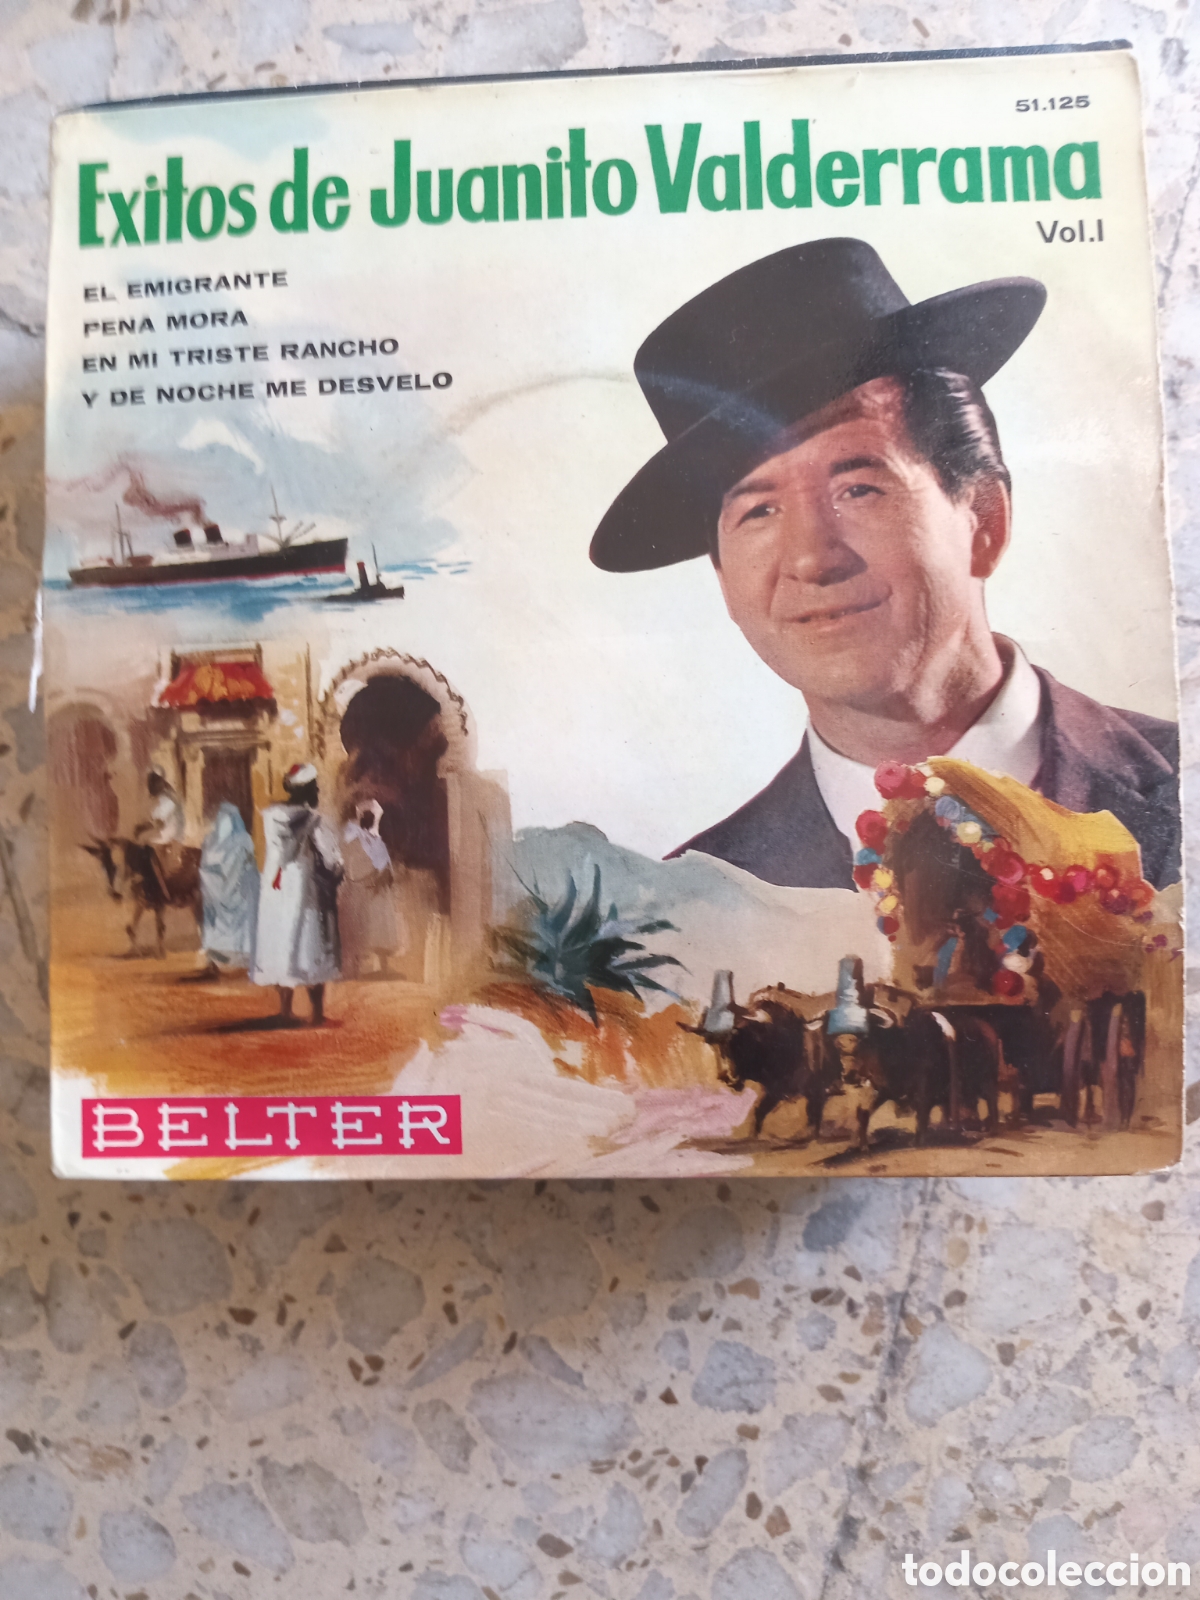 51.125
Exitos de Juanito Valderrama
Vol.I
EL EMIGRANTE
PENA MORA
EN MI TRISTE RANCHO
Y DE NOCHE ME DESVELO
BELTER
todocoleccion